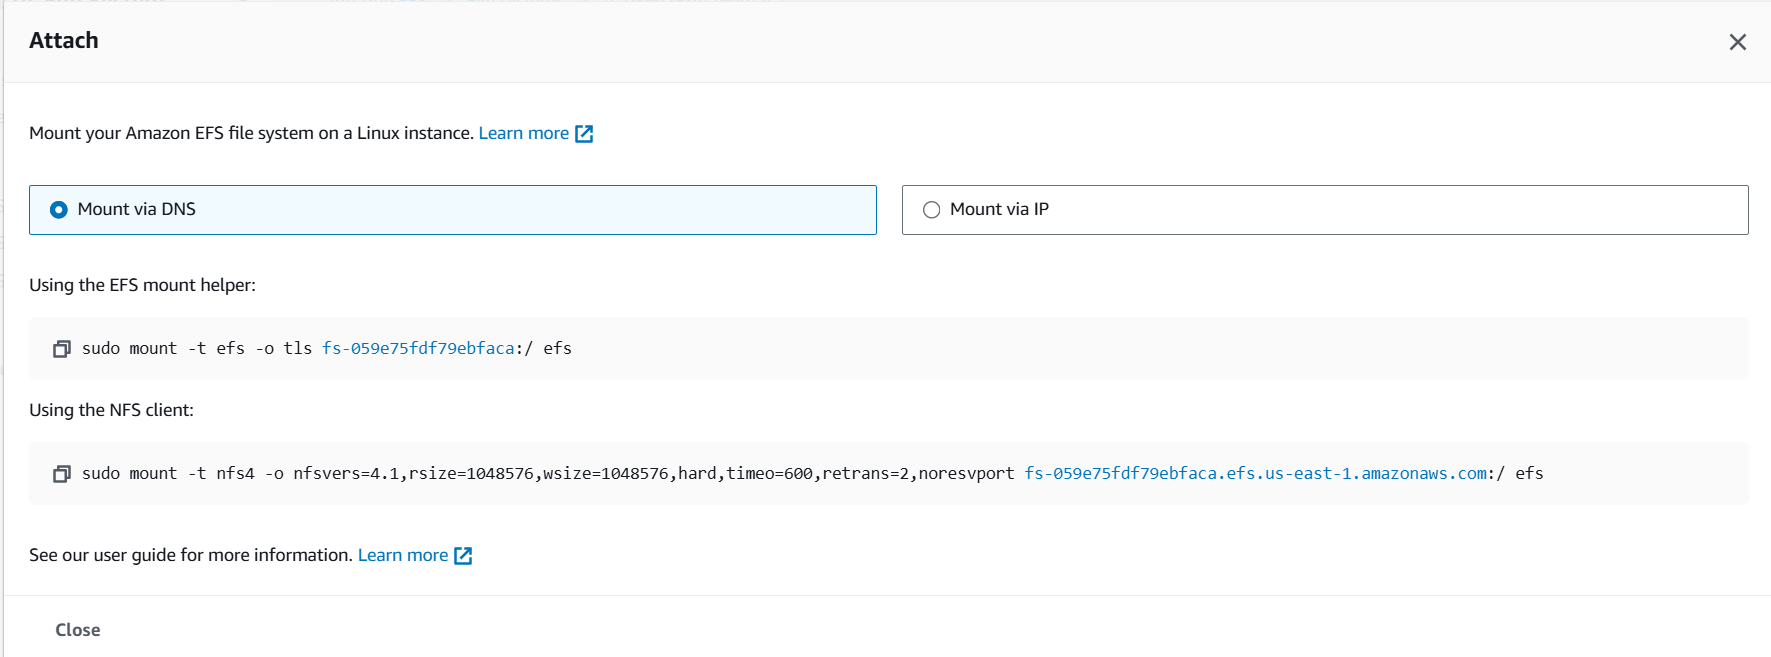 Attach
Mount your Amazon EFS file system on a Linux instance. Learn more
Mount via DNS
Mount via IP
Using the EFS mount helper:
sudo mount -t efs -o tls fs-059e75fdf79ebfaca:/ efs
Using the NFS client:
sudo mount -t nfs4 -o nfsvers=4.1,rsize=1048576,wsize=1048576,hard,timeo=600,retrans=2,noresvport fs-059e75fdf79ebfaca.efs.us-east-1.amazonaws.com:/ efs
See our user guide for more information. Learn more
Close